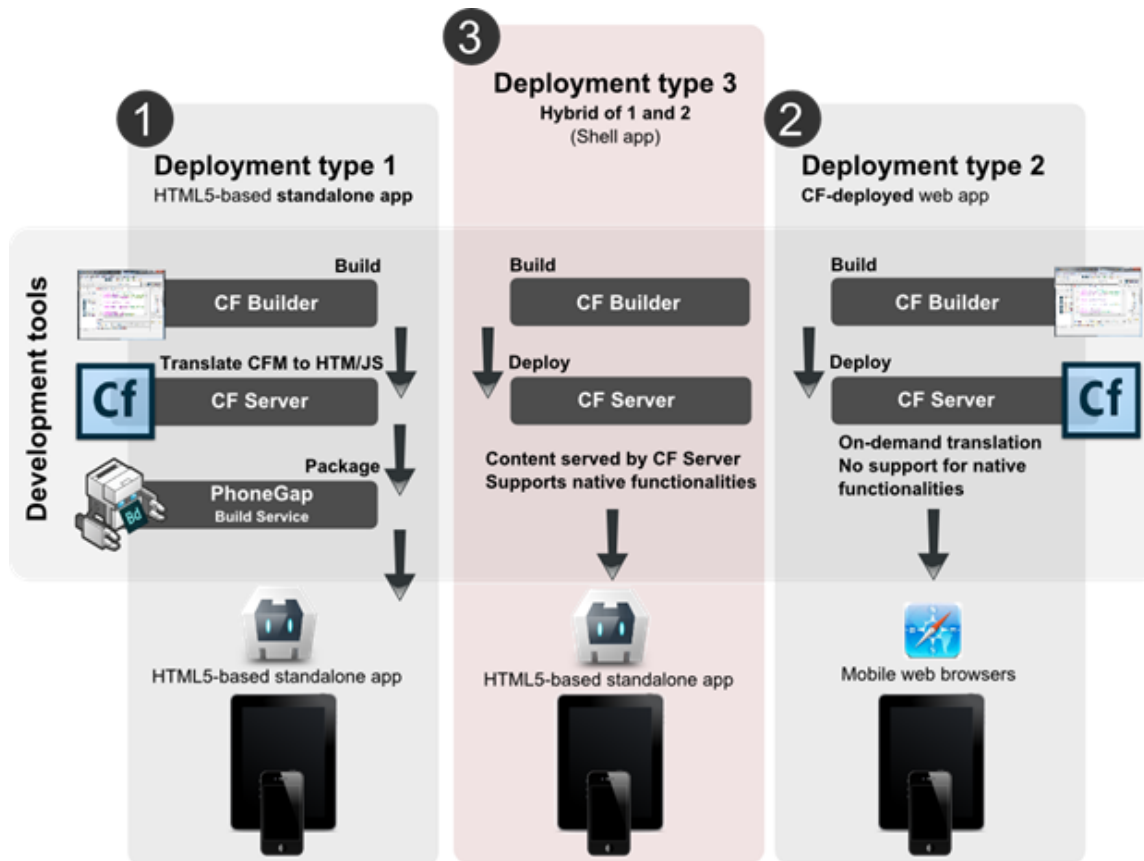 3
Deployment type 3
Hybrid of 1 and 2
(Shell app)
1
Deployment type 1
HTML5-based standalone app
2
Deployment type 2
CF-deployed web app
Development tools
Build
CF Builder
Translate CFM to HTM/JS
Cf
CF Server
Package
PhoneGap
Build Service
Bd
HTML5-based standalone app
Build
CF Builder
Deploy
CF Server
Content served by CF Server
Supports native functionalities
HTML5-based standalone app
Build
CF Builder
Deploy
CF Server
Cf
On-demand translation
No support for native
functionalities
Mobile web browsers